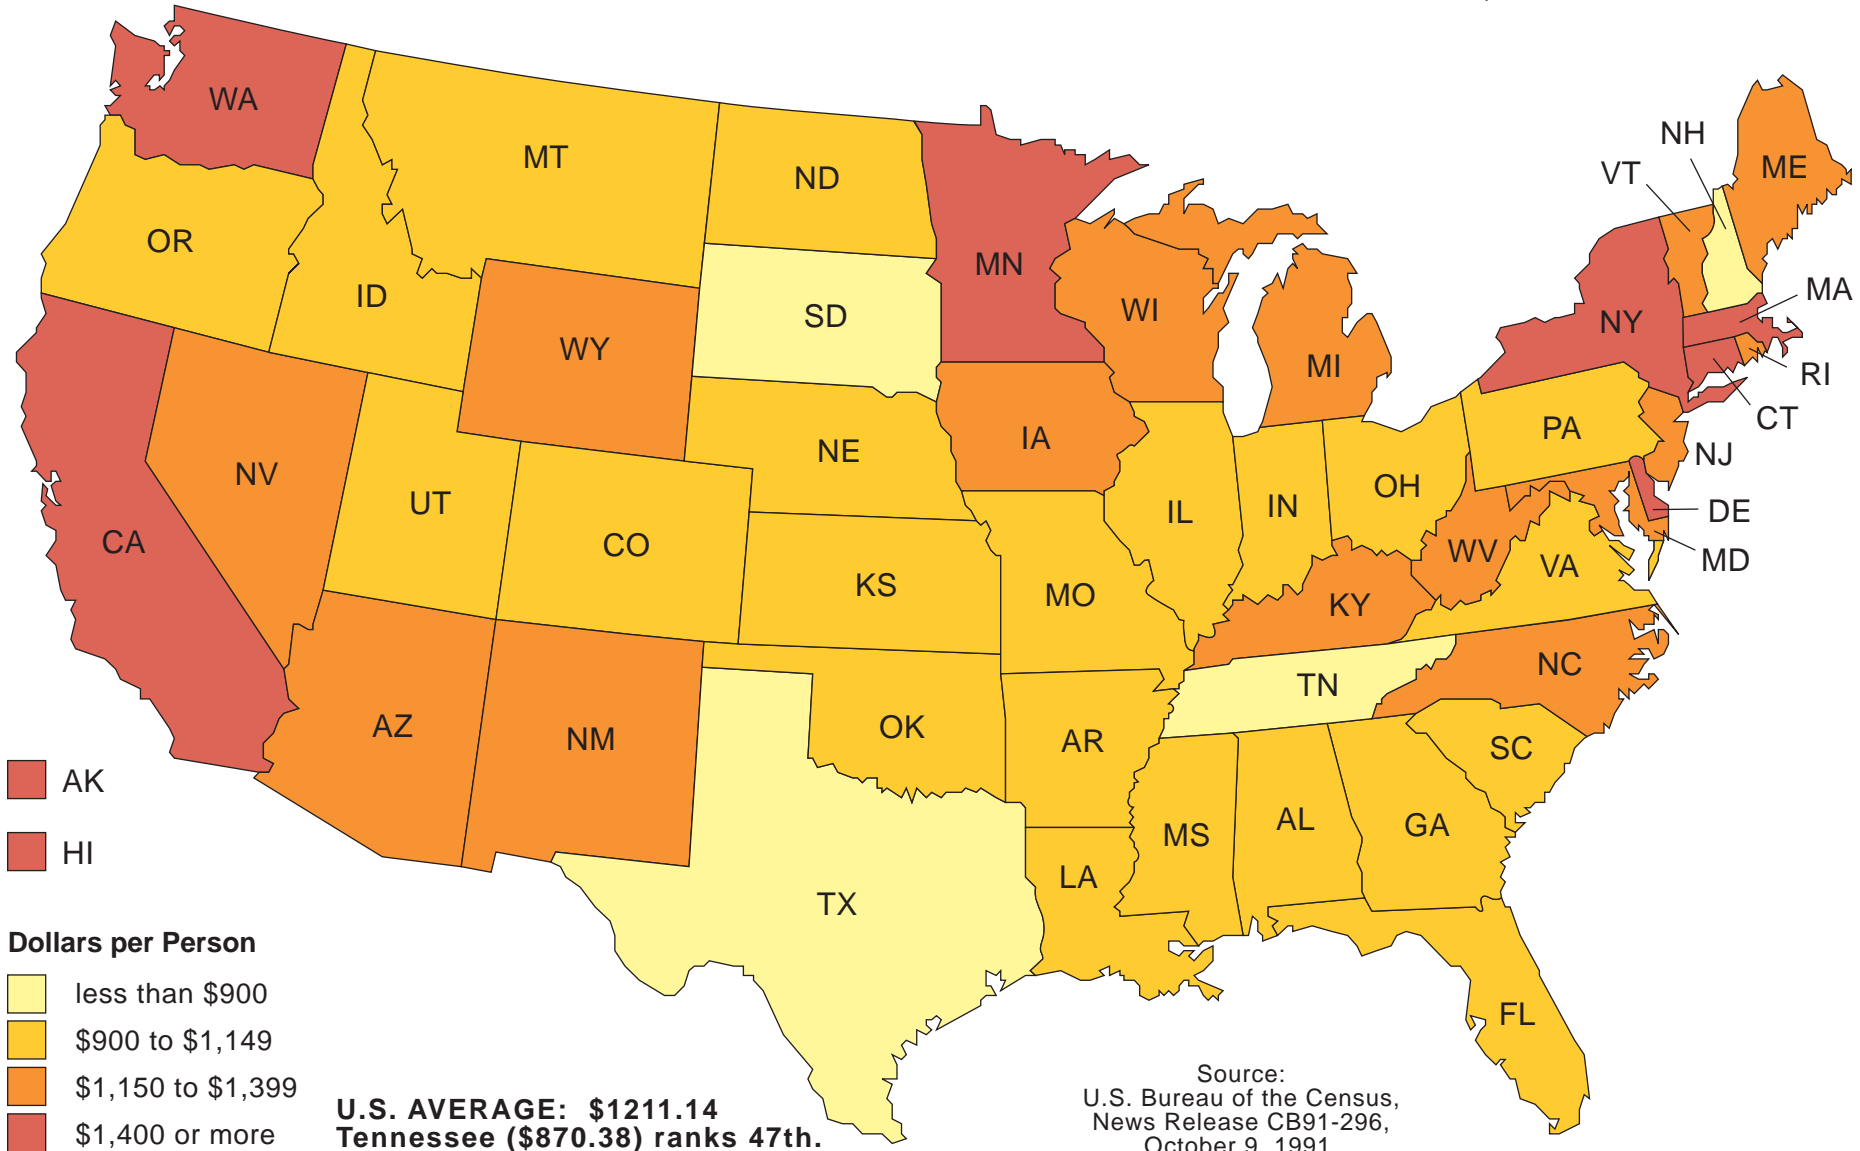 WA
MT
ND
NH
VT
ME
OR
ID
MN
MA
WY
SD
WI
NY
MI
RI
CT
NV
NE
IA
PA
NJ
UT
CO
IL
IN
OH
DE
CA
KS
MO
WV
VA
MD
KY
NC
TN
AZ
NM
OK
AR
SC
AK
MS
AL
GA
HI
LA
TX
FL
Dollars per Person
less than $900
$900 to $1,149
$1,150 to $1,399
$1,400 or more
U.S. AVERAGE: $1211.14
Tennessee ($870.38) ranks 47th.
Source:
U.S. Bureau of the Census,
News Release CB91-296,
October 9, 1991